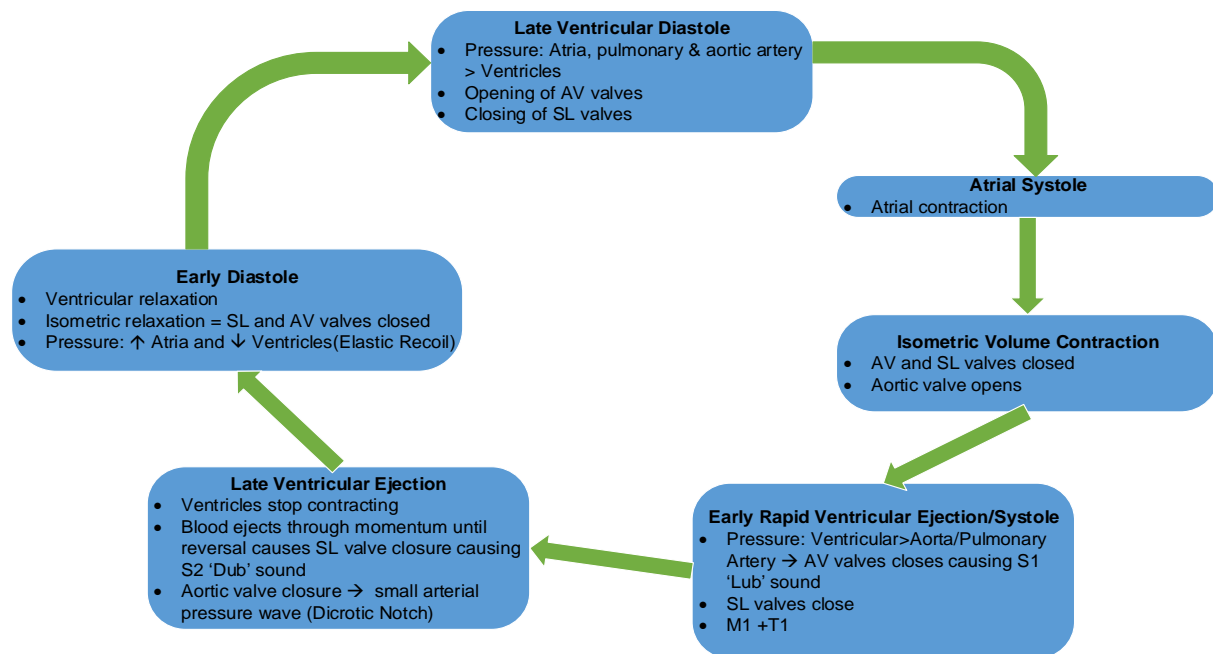 Late Ventricular Diastole
• Pressure: Atria, pulmonary & aortic artery
> Ventricles
• Opening of AV valves
• Closing of SL valves
Atrial Systole
• Atrial contraction
Isometric Volume Contraction
• AV and SL valves closed
• Aortic valve opens
Early Rapid Ventricular Ejection/Systole
• Pressure: Ventricular>Aorta/Pulmonary
Artery → AV valves closes causing S1
‘Lub’ sound
• SL valves close
• M1 +T1
Late Ventricular Ejection
• Ventricles stop contracting
• Blood ejects through momentum until
reversal causes SL valve closure causing
S2 ‘Dub’ sound
• Aortic valve closure → small arterial
pressure wave (Dicrotic Notch)
Early Diastole
• Ventricular relaxation
• Isometric relaxation = SL and AV valves closed
• Pressure: ↑ Atria and ↓ Ventricles(Elastic Recoil)